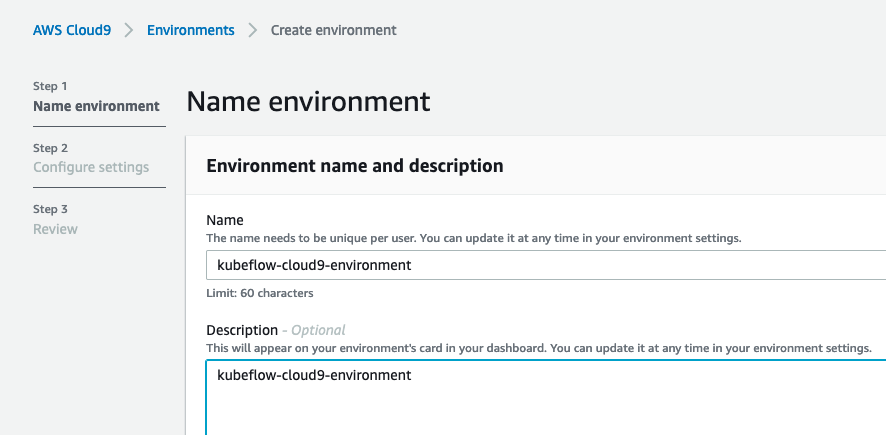 AWS Cloud9 > Environments > Create environment
Step 1
Name environment
Step 2
Configure settings
Step 3
Review
Name environment
Environment name and description
Name
The name needs to be unique per user. You can update it at any time in your environment settings.
kubeflow-cloud9-environment
Limit: 60 characters
Description - Optional
This will appear on your environment's card in your dashboard. You can update it at any time in your environment settings.
kubeflow-cloud9-environment